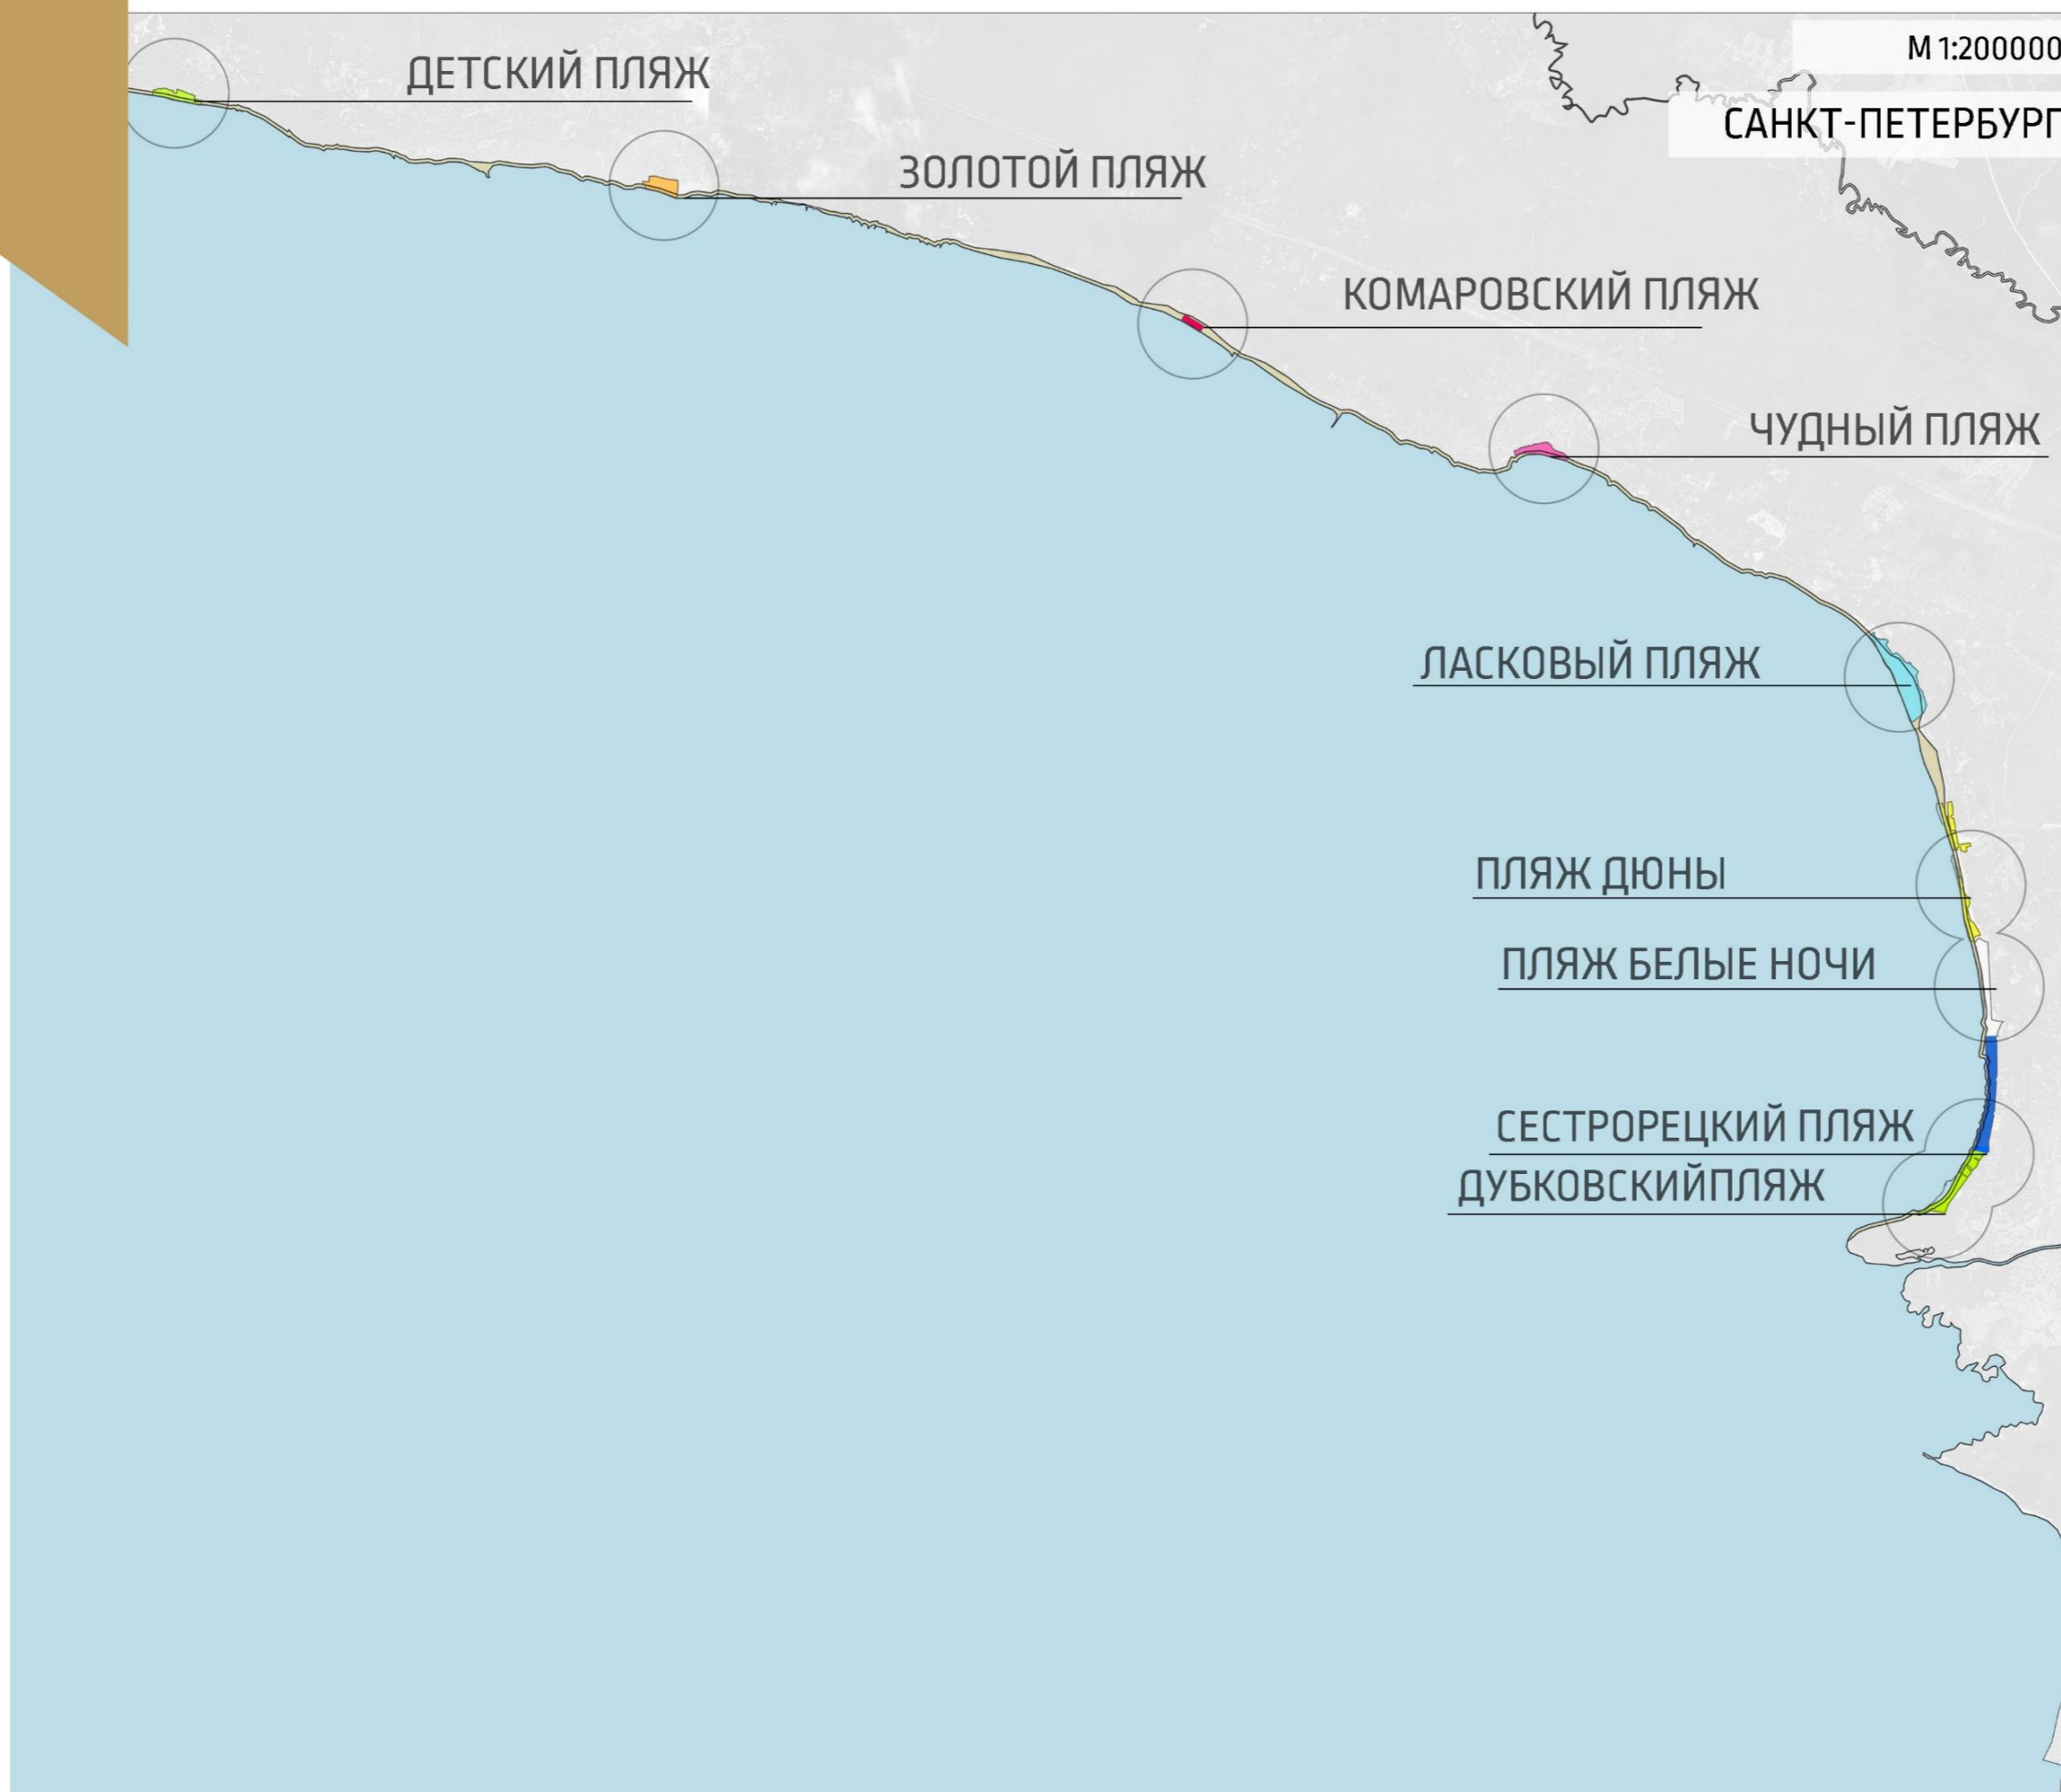 М 1:200000
ДЕТСКИЙ ПЛЯЖ
САНКТ-ПЕТЕРБУРГ
ЗОЛОТОЙ ПЛЯЖ
КОМАРОВСКИЙ ПЛЯЖ
ЧУДНЫЙ ПЛЯЖ
ЛАСКОВЫЙ ПЛЯЖ
ПЛЯЖ ДЮНЫ
ПЛЯЖ БЕЛЫЕ НОЧИ
СЕСТРОРЕЦКИЙ ПЛЯЖ
ДУБКОВСКИЙПЛЯЖ